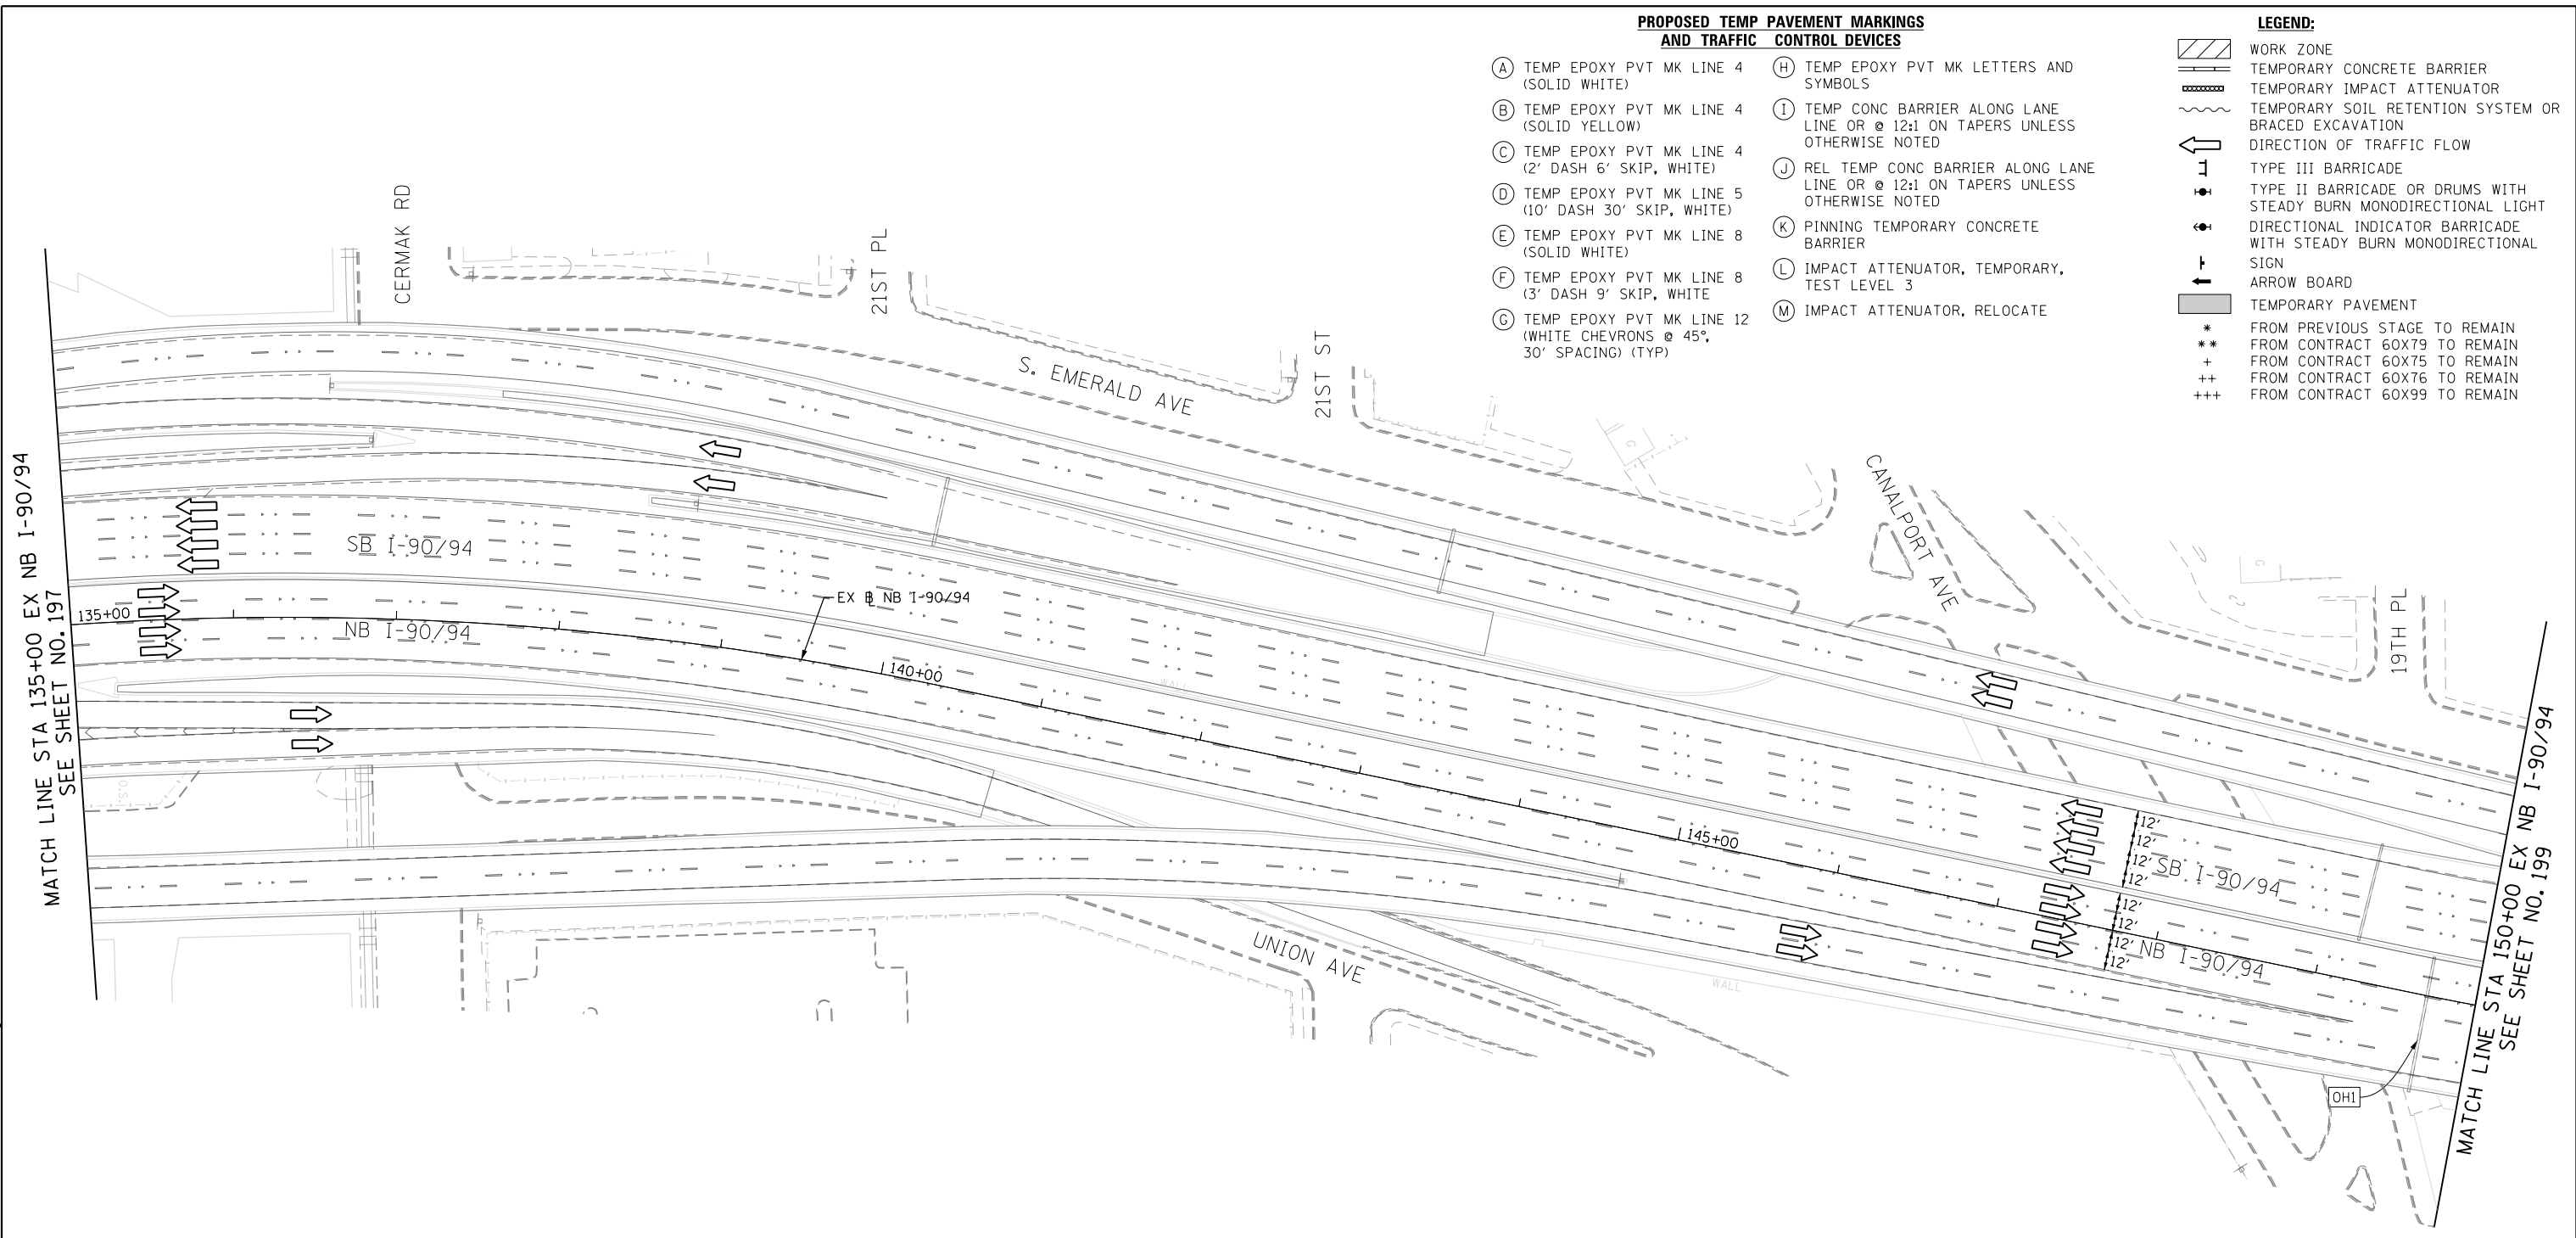 PROPOSED TEMP PAVEMENT MARKINGS
AND TRAFFIC CONTROL DEVICES
A TEMP EPOXY PVT MK LINE 4
(SOLID WHITE)
B TEMP EPOXY PVT MK LINE 4
(SOLID YELLOW)
C TEMP EPOXY PVT MK LINE 4
(2' DASH 6' SKIP, WHITE)
D TEMP EPOXY PVT MK LINE 5
(10' DASH 30' SKIP, WHITE)
E TEMP EPOXY PVT MK LINE 8
(SOLID WHITE)
F TEMP EPOXY PVT MK LINE 8
(3' DASH 9' SKIP, WHITE
G TEMP EPOXY PVT MK LINE 12
(WHITE CHEVRONS @ 45°,
30' SPACING) (TYP)
H TEMP EPOXY PVT MK LETTERS AND
SYMBOLS
I TEMP CONC BARRIER ALONG LANE
LINE OR @ 12:1 ON TAPERS UNLESS
OTHERWISE NOTED
J REL TEMP CONC BARRIER ALONG LANE
LINE OR @ 12:1 ON TAPERS UNLESS
OTHERWISE NOTED
K PINNING TEMPORARY CONCRETE
BARRIER
L IMPACT ATTENUATOR, TEMPORARY,
TEST LEVEL 3
M IMPACT ATTENUATOR, RELOCATE
LEGEND:
WORK ZONE
TEMPORARY CONCRETE BARRIER
TEMPORARY IMPACT ATTENUATOR
TEMPORARY SOIL RETENTION SYSTEM OR
BRACED EXCAVATION
DIRECTION OF TRAFFIC FLOW
TYPE III BARRICADE
TYPE II BARRICADE OR DRUMS WITH
STEADY BURN MONODIRECTIONAL LIGHT
DIRECTIONAL INDICATOR BARRICADE
WITH STEADY BURN MONODIRECTIONAL
SIGN
ARROW BOARD
TEMPORARY PAVEMENT
* FROM PREVIOUS STAGE TO REMAIN
** FROM CONTRACT 60X79 TO REMAIN
+ FROM CONTRACT 60X75 TO REMAIN
++ FROM CONTRACT 60X76 TO REMAIN
+++ FROM CONTRACT 60X99 TO REMAIN
MATCH LINE STA 135+00 EX NB I-90/94
SEE SHEET NO. 197
CERMAK RD
21ST PL
S. EMERALD AVE
21ST ST
CANALPORT AVE
19TH PL
G
G
SB I-90/94
135+00
NB I-90/94
EX B NB I-90/94
140+00
WALL
145+00
O.S.
UNION AVE
WALL
12'
12'
12'
12'
SB I-90/94
12'
12'
12'
12'
NB I-90/94
OH1
MATCH LINE STA 150+00 EX NB I-90/94
SEE SHEET NO. 199